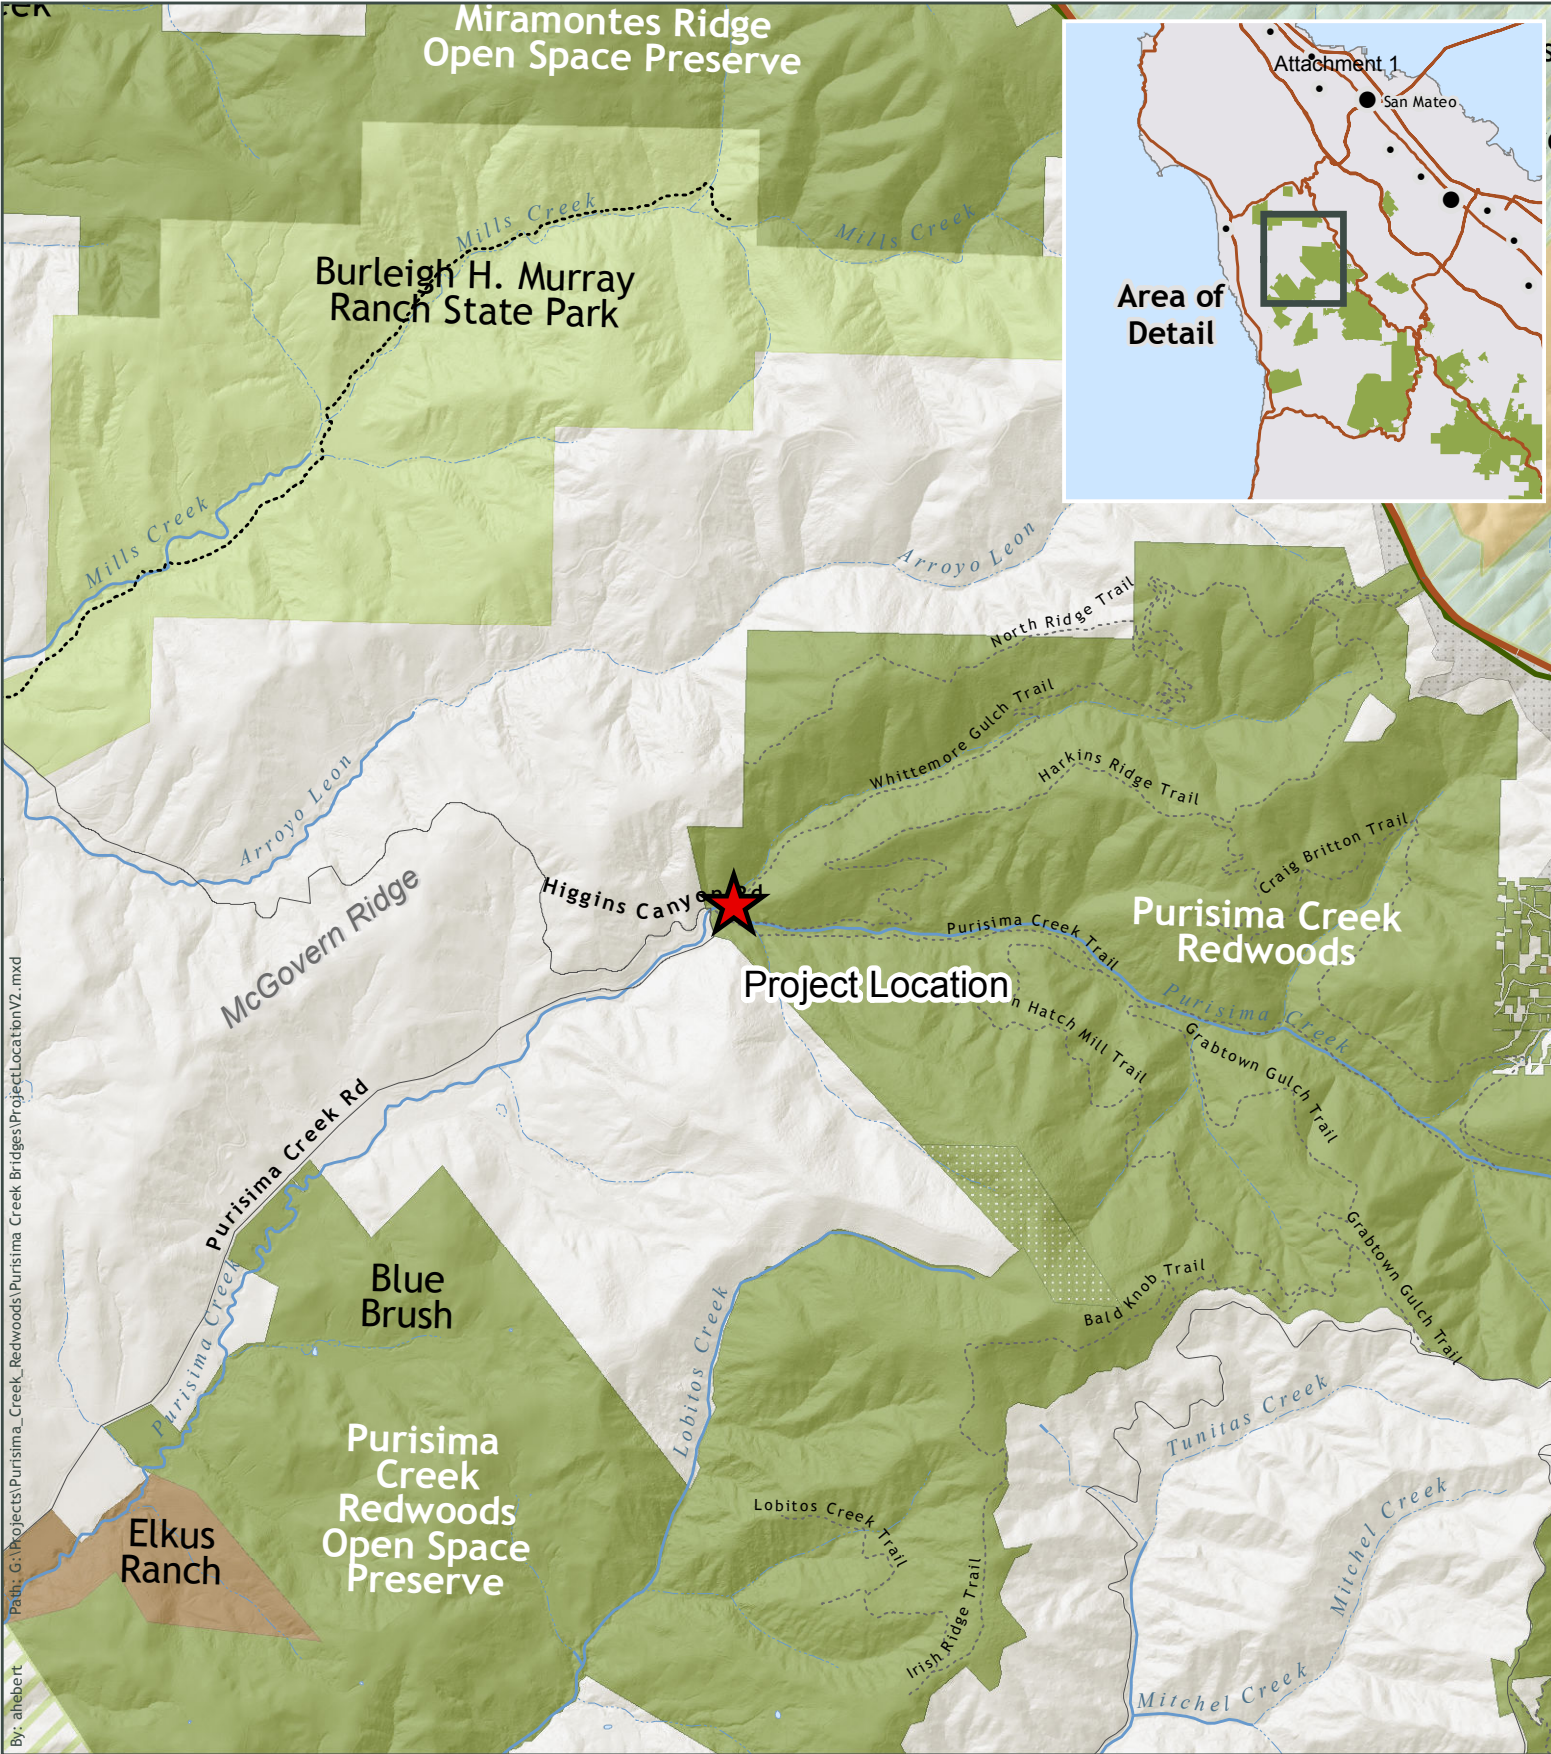 Miramontes Ridge
Open Space Preserve
Attachment 1
San Mateo
Area of
Detail
Mills Creek
Mills Creek
Burleigh H. Murray
Ranch State Park
Mills Creek
Arroyo Leon
North Ridge Trail
Whittemore Gulch Trail
Harkins Ridge Trail
Craig Britton Trail
Arroyo Leon
McGovern Ridge
Higgins Canyon Rd
Purisima Creek
Redwoods
Purisima Creek Trail
Project Location
Purisima Creek
n Hatch Mill Trail
Grabtown Gulch Trail
Purisima Creek Rd
Grabtown Gulch Trail
Bald Knob Trail
Blue
Brush
Purisima Creek
Lobitos Creek
Tunitas Creek
Purisima
Creek
Redwoods
Open Space
Preserve
Elkus
Ranch
Lobitos Creek Trail
Irish Ridge Trail
Mitchel Creek
Mitchel Creek
Path: G:\Projects\Purisima_Creek_Redwoods\Purisima Creek Bridges\ProjectLocationV2.mxd
By: ahebert